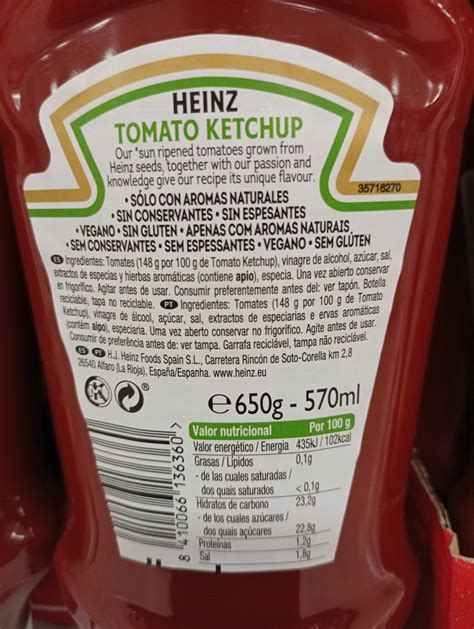 HEINZ
TOMATO KETCHUP
Our *sun ripened tomatoes grown from
Heinz seeds, together with our passion and
knowledge give our recipe its unique flavour.
35716270
• SÓLO CON AROMAS NATURALES
• SIN CONSERVANTES • SIN ESPESANTES
• VEGANO • SIN GLUTEN • APENAS COM AROMAS NATURAIS
• SEM CONSERVANTES • SEM ESPESSANTES • VEGANO • SEM GLÚTEN
ES Ingredientes: Tomates (148 g por 100 g de Tomato Ketchup), vinagre de alcohol, azúcar, sal,
extractos de especias y hierbas aromáticas (contiene apio), especia. Una vez abierto conservar
en frigorífico. Agitar antes de usar. Consumir preferentemente antes del: ver tapón. Botella
reciclable, tapa no reciclable. PT Ingredientes: Tomates (148 g por 100 g de Tomato
Ketchup), vinagre de álcool, açúcar, sal, extractos de especiarias e ervas aromáticas
(contém aipo), especiaria. Uma vez aberto conservar no frigorífico. Agite antes de usar.
Consumir de preferência antes de: ver tampa. Garrafa reciclável, tampa não reciclável.
ES PT H.J. Heinz Foods Spain S.L., Carretera Rincón de Soto-Corella km 2,8
26540 Alfaro (La Rioja), España/Espanha. www.heinz.eu
K
e650g - 570ml
Valor nutricional Por 100 g
Valor energético / Energia 435kJ / 102kcal
Grasas / Lípidos 0,1g
- de las cuales saturadas /
dos quais saturados < 0,1g
Hidratos de carbono 23,2g
- de los cuales azúcares /
dos quais açúcares 22,8g
Proteínas 1,2g
Sal 1,8g
8 410066 136360 >